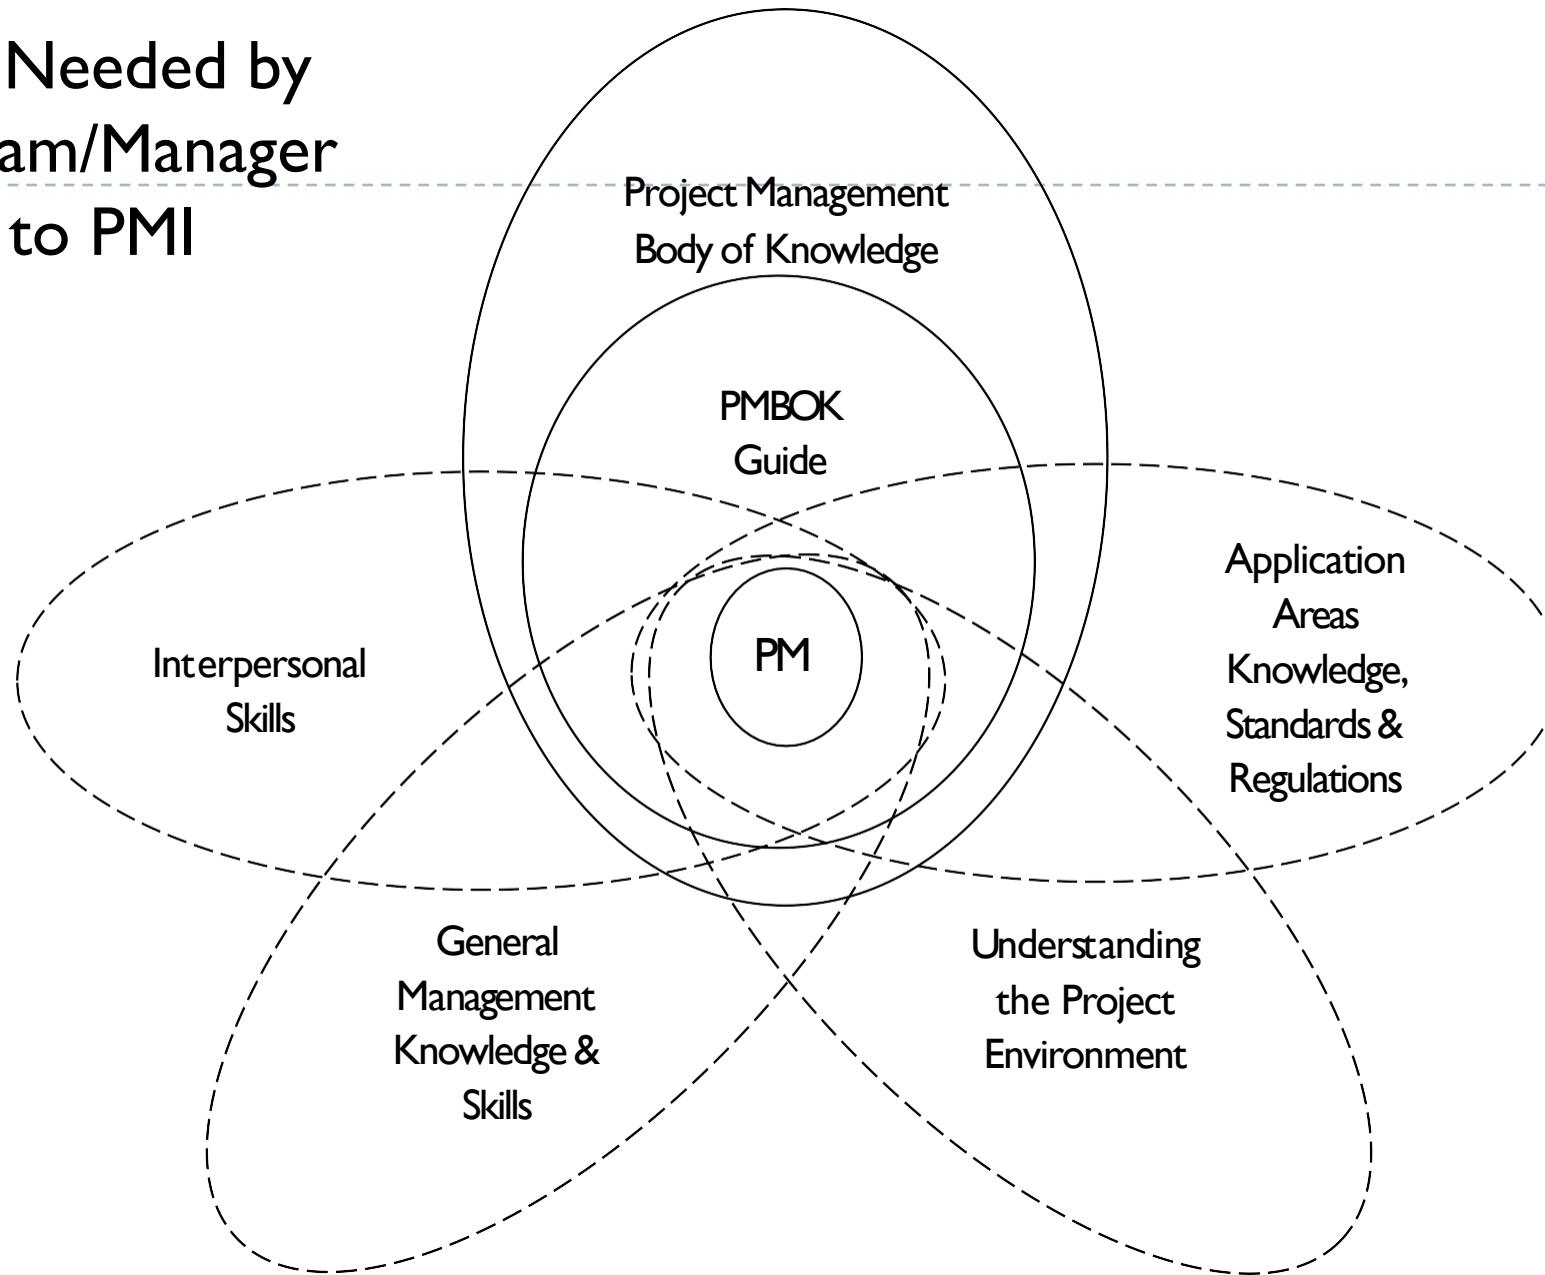 Needed by
am/Manager
to PMI
Project Management
Body of Knowledge
PMBOK
Guide
PM
Interpersonal
Skills
Application
Areas
Knowledge,
Standards &
Regulations
General
Management
Knowledge &
Skills
Understanding
the Project
Environment